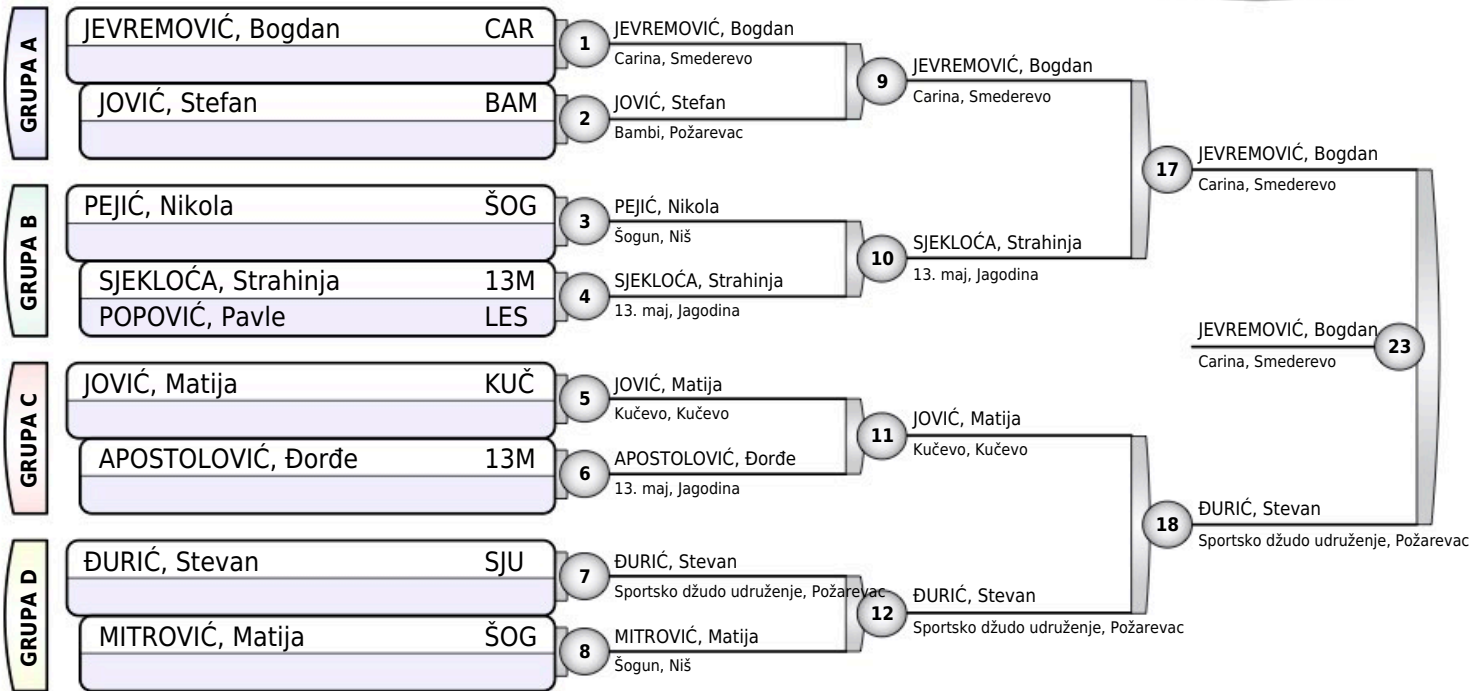 GRUPA A
JEVREMOVIĆ, Bogdan CAR
JOVIĆ, Stefan BAM
GRUPA B
PEJIĆ, Nikola ŠOG
SJEKLOĆA, Strahinja 13M
POPOVIĆ, Pavle LES
GRUPA C
JOVIĆ, Matija KUČ
APOSTOLOVIĆ, Đorđe 13M
GRUPA D
ĐURIĆ, Stevan SJU
MITROVIĆ, Matija ŠOG
1
JEVREMOVIĆ, Bogdan
Carina, Smederevo
2
JOVIĆ, Stefan
Bambi, Požarevac
3
PEJIĆ, Nikola
Šogun, Niš
4
SJEKLOĆA, Strahinja
13. maj, Jagodina
5
JOVIĆ, Matija
Kučevo, Kučevo
6
APOSTOLOVIĆ, Đorđe
13. maj, Jagodina
7
ĐURIĆ, Stevan
Sportsko džudo udruženje, Požarevac
8
MITROVIĆ, Matija
Šogun, Niš
9
JEVREMOVIĆ, Bogdan
Carina, Smederevo
10
SJEKLOĆA, Strahinja
13. maj, Jagodina
11
JOVIĆ, Matija
Kučevo, Kučevo
12
ĐURIĆ, Stevan
Sportsko džudo udruženje, Požarevac
17
JEVREMOVIĆ, Bogdan
Carina, Smederevo
18
ĐURIĆ, Stevan
Sportsko džudo udruženje, Požarevac
JEVREMOVIĆ, Bogdan
Carina, Smederevo
23